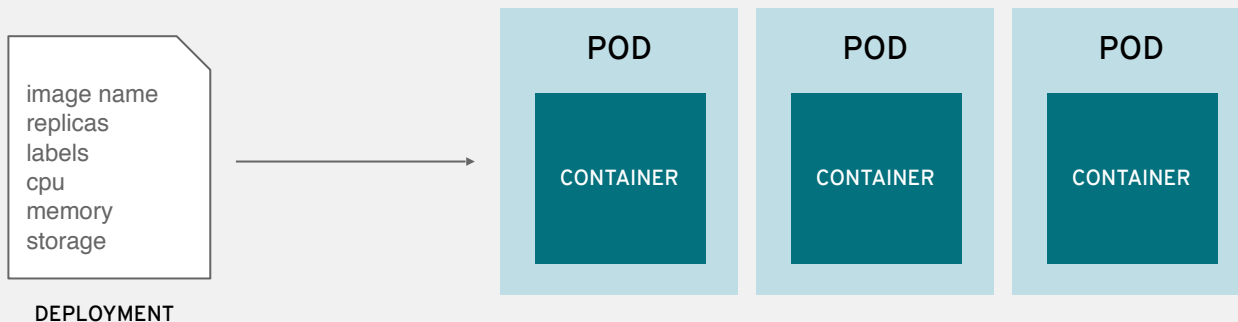 image name
replicas
labels
cpu
memory
storage
DEPLOYMENT
POD
CONTAINER
POD
CONTAINER
POD
CONTAINER